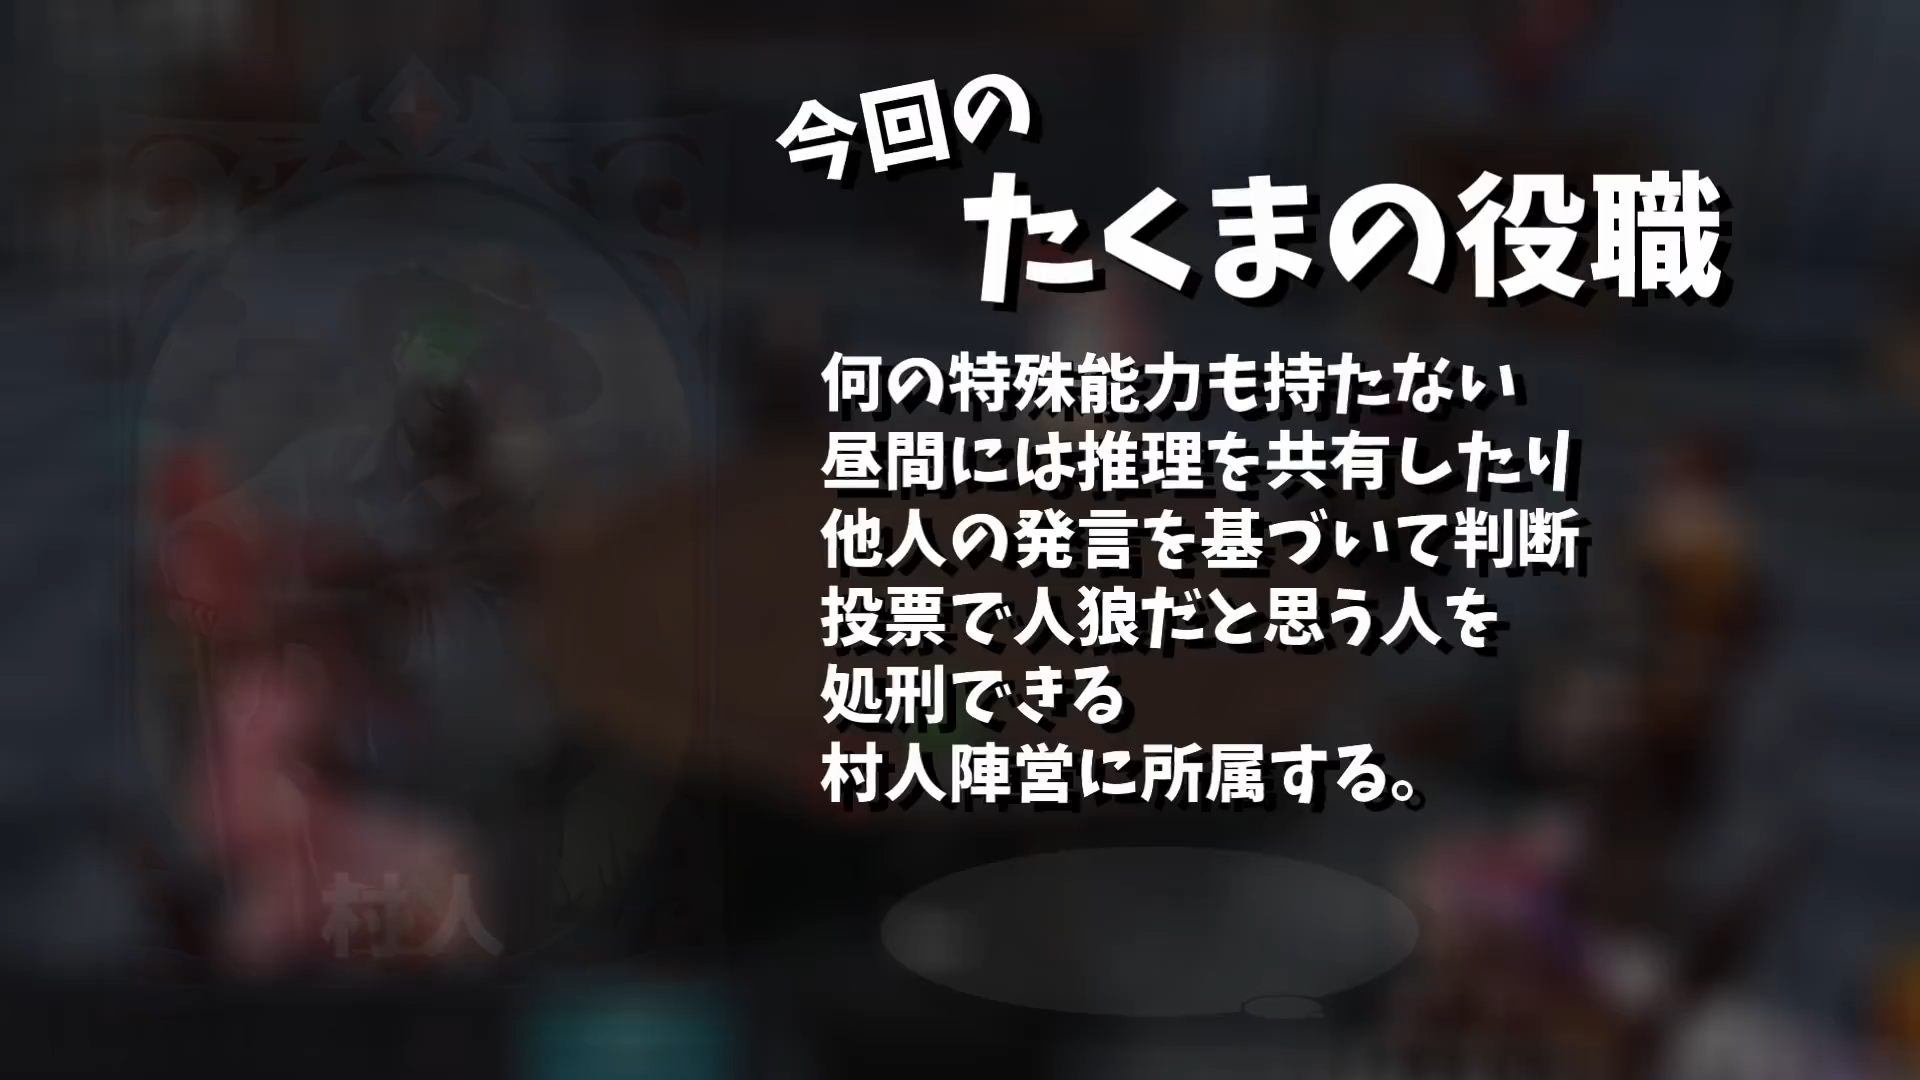 今回の
たくまの役職
何の特殊能力も持たない
昼間には推理を共有したり
他人の発言を基づいて判断
投票で人狼だと思う人を
処刑できる
村人陣営に所属する。
村人